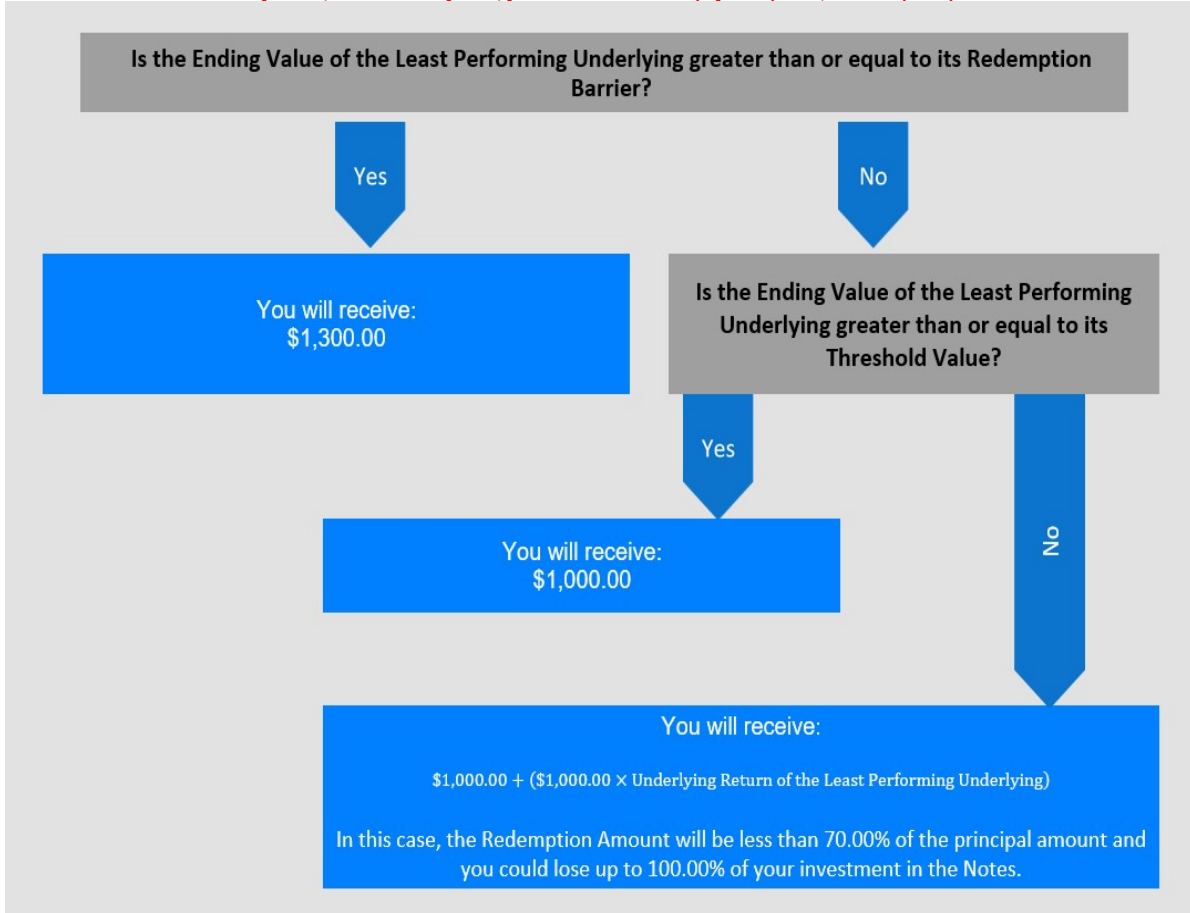 Is the Ending Value of the Least Performing Underlying greater than or equal to its Redemption
Barrier?
Yes
No
You will receive:
$1,300.00
Is the Ending Value of the Least Performing
Underlying greater than or equal to its
Threshold Value?
Yes
No
You will receive:
$1,000.00
You will receive:
$1,000.00 + ($1,000.00 × Underlying Return of the Least Performing Underlying)
In this case, the Redemption Amount will be less than 70.00% of the principal amount and
you could lose up to 100.00% of your investment in the Notes.